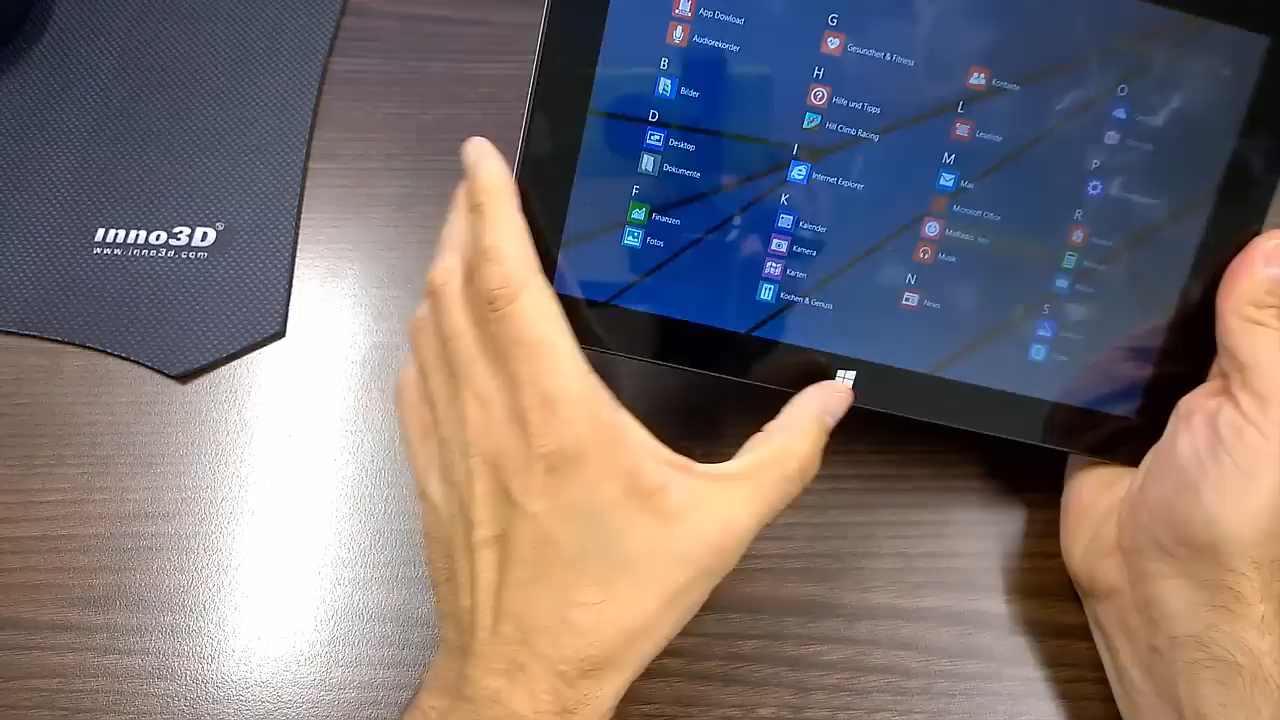 inno3D
www.inno3d.com
App Dowload
Audiorekorder
B
Bilder
D
Desktop
Dokumente
F
Finanzen
Fotos
G
Gesundheit & Fitness
H
Hilfe und Tipps
Hill Climb Racing
I
Internet Explorer
K
Kalender
Kamera
Karten
Kochen & Genuss
Kontakte
L
Leseliste
M
Mail
Microsoft Office
Musik
N
News
O
P
R
S